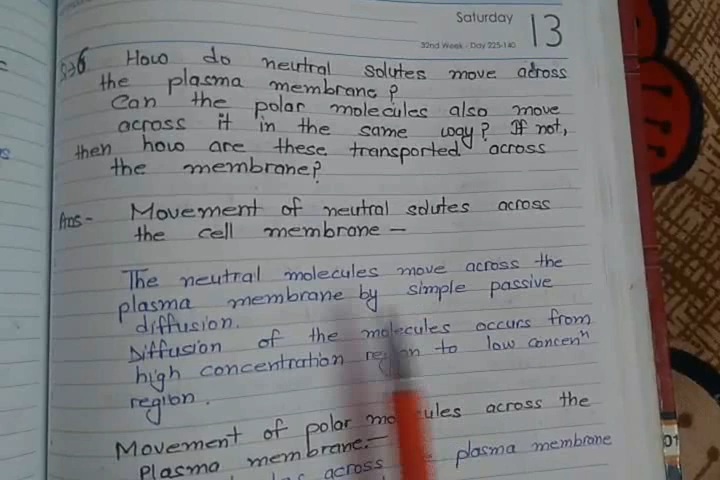 Saturday 13
32nd Week - Day 225-140
6 How do neutral solutes move across
the plasma membrane?
Can the polar molecules also move
across it in the same way? If not,
then how are these transported across
the membrane?
Ans- Movement of neutral solutes across
the cell membrane —
The neutral molecules move across the
plasma membrane by simple passive
diffusion.
Diffusion of the molecules occurs from
high concentration region to low concenⁿ
region.
Movement of polar molecules across the
Plasma membrane.—
across plasma membrane
01